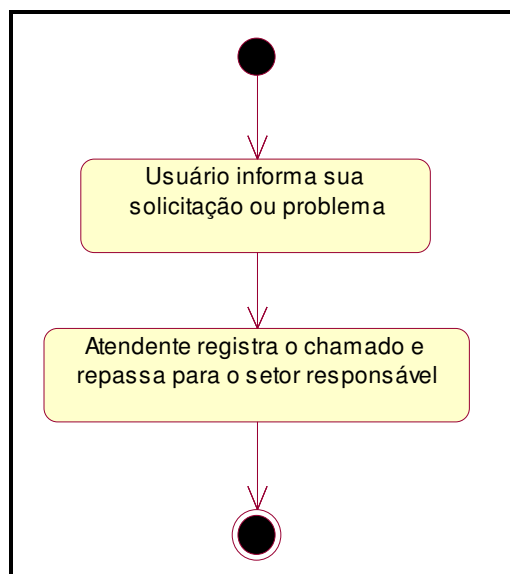 Usuário informa sua
solicitação ou problema
Atendente registra o chamado e
repassa para o setor responsável